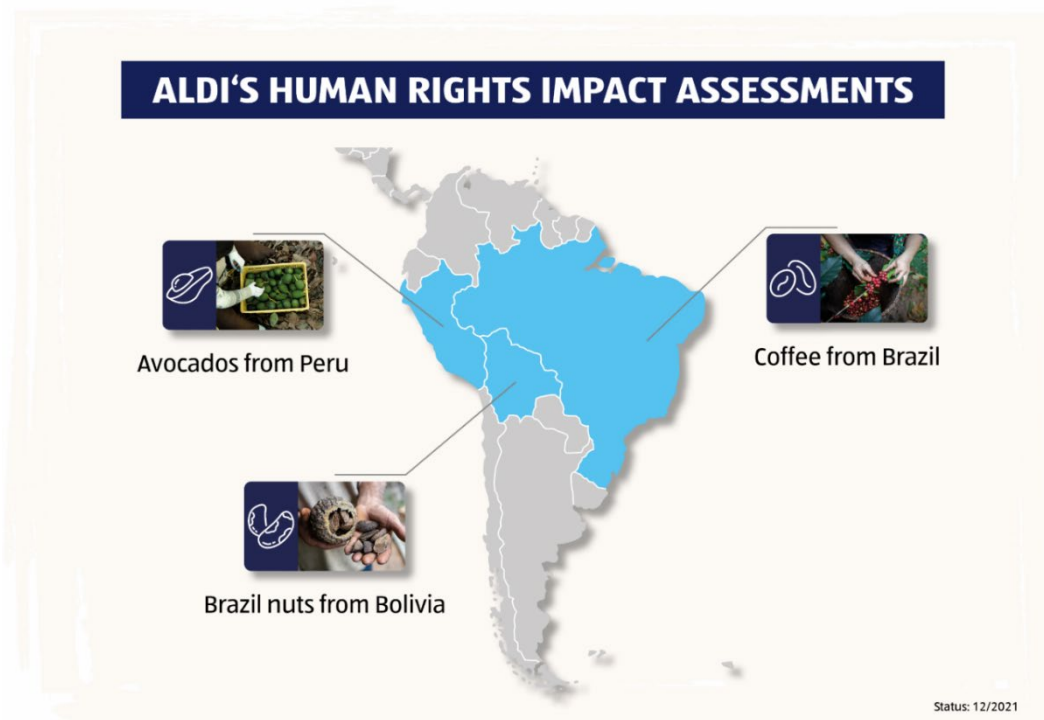 ALDI‘S HUMAN RIGHTS IMPACT ASSESSMENTS
Avocados from Peru
Coffee from Brazil
Brazil nuts from Bolivia
Status: 12/2021